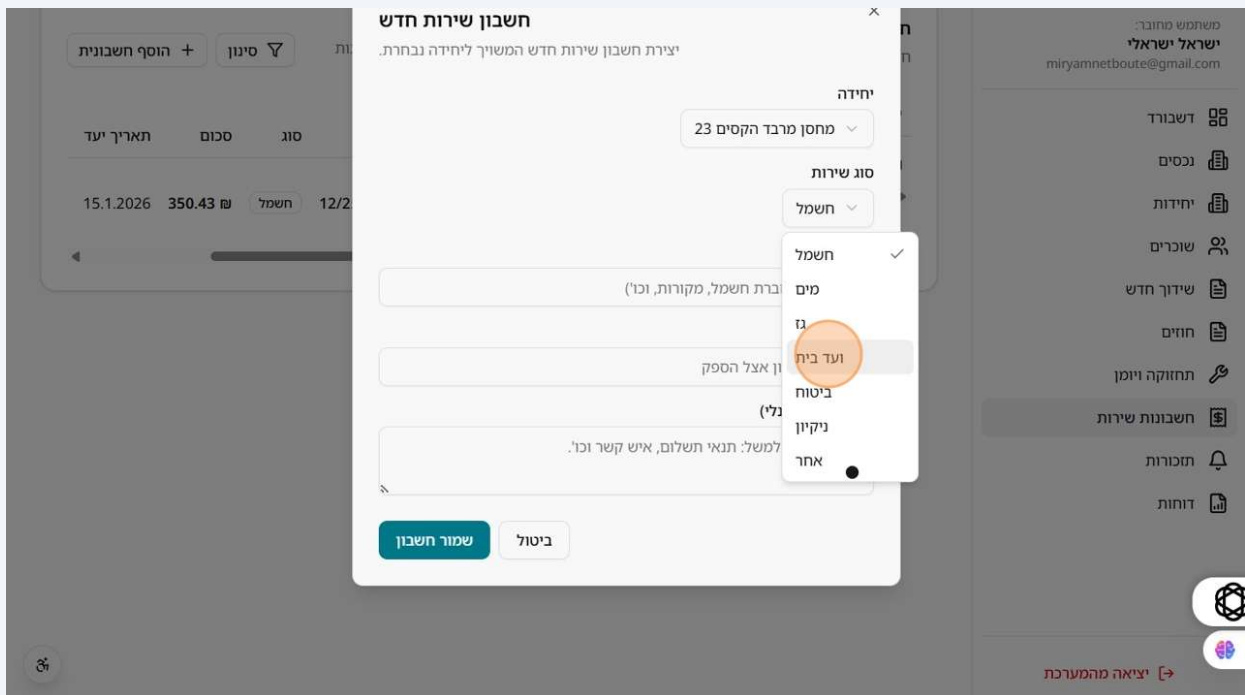 משתמש מחובר:
ישראל ישראלי
miryamnetboute@gmail.com
דשבורד
נכסים
יחידות
שוכרים
שידוך חדש
חוזים
תחזוקה ויומן
חשבונות שירות
תזכורות
דוחות
יציאה מהמערכת
חשבון שירות חדש
יצירת חשבון שירות חדש המשויך ליחידה נבחרת.
יחידה
מחסן מרבד הקסים 23
סוג שירות
חשמל
חשמל
מים
גז
ועד בית
ביטוח
ניקיון
אחר
חשמל, מקורות, וכו')
אצל הספק
למשל: תנאי תשלום, איש קשר וכו'.
ביטול
שמור חשבון
סינון
הוסף חשבונית
סוג
סכום
תאריך יעד
חשמל
350.43 ₪
15.1.2026